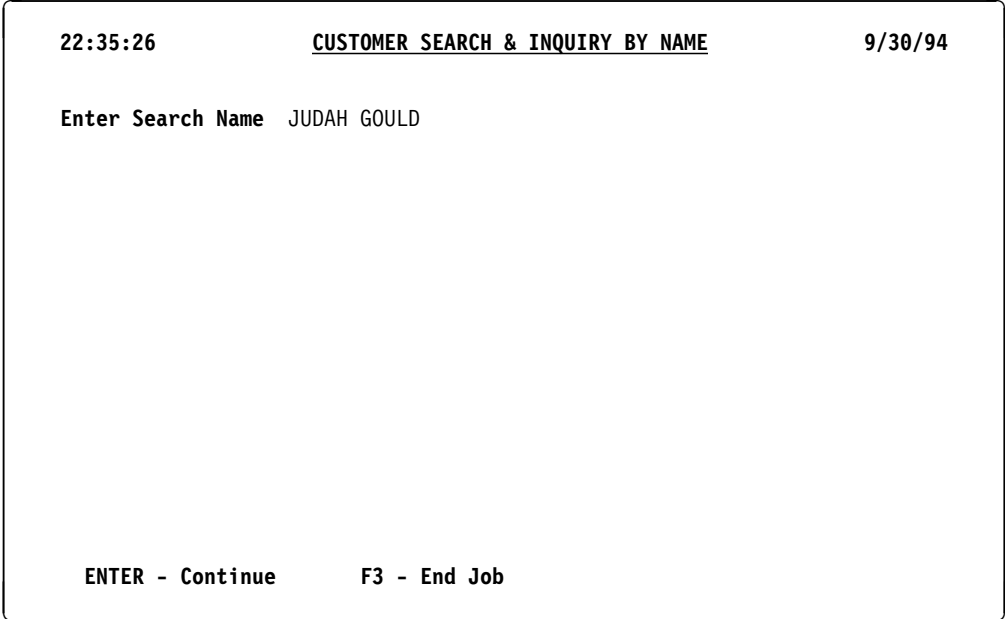 22:35:26 CUSTOMER SEARCH & INQUIRY BY NAME 9/30/94
Enter Search Name JUDAH GOULD
ENTER - Continue F3 - End Job